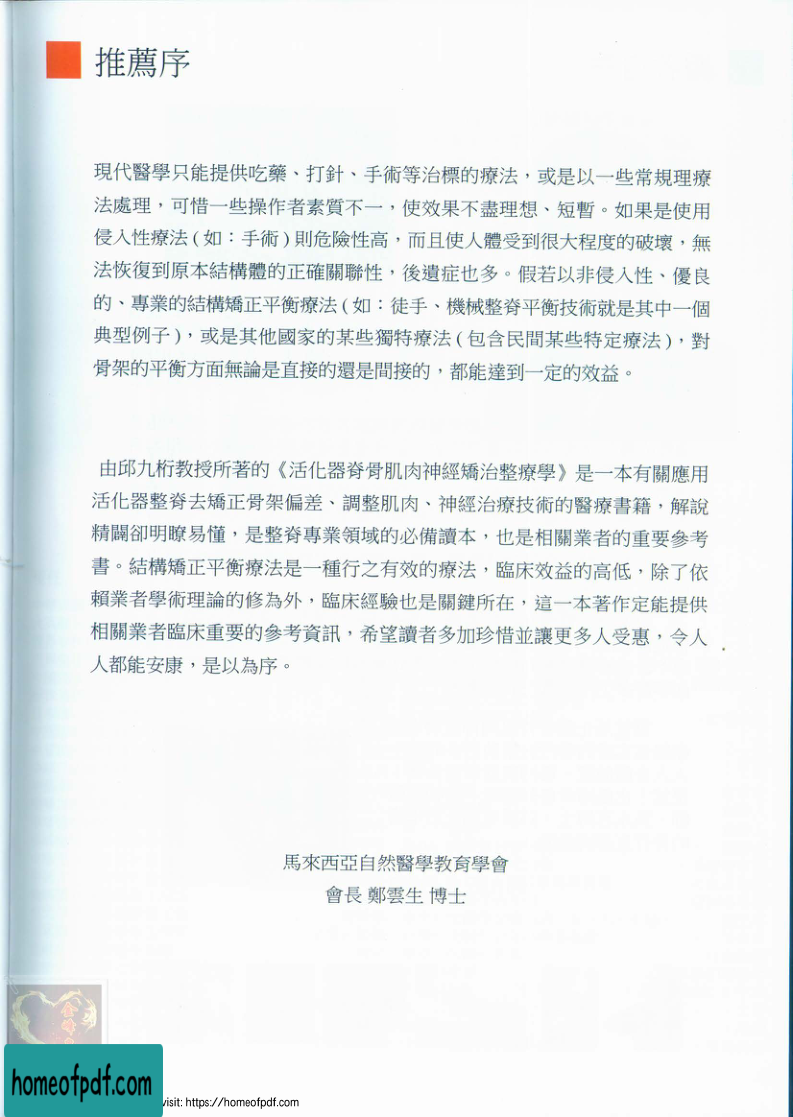 推薦序
現代醫學只能提供吃藥、打針、手術等治標的療法，或是以一些常規理療
法處理，可惜一些操作者素質不一，使效果不盡理想、短暫。如果是使用
侵入性療法(如：手術)則危險性高，而且使人體受到很大程度的破壞，無
法恢復到原本結構體的正確關聯性，後遺症也多。假若以非侵入性、優良
的、專業的結構矯正平衡療法(如：徒手、機械整脊平衡技術就是其中一個
典型例子)，或是其他國家的某些獨特療法(包含民間某些特定療法)，對
骨架的平衡方面無論是直接的還是間接的，都能達到一定的效益。
由邱九桁教授所著的《活化器脊骨肌肉神經矯治整療學》是一本有關應用
活化器整脊去矯正骨架偏差、調整肌肉、神經治療技術的醫療書籍，解說
精闢卻明瞭易懂，是整脊專業領域的必備讀本，也是相關業者的重要參考
書。結構矯正平衡療法是一種行之有效的療法，臨床效益的高低，除了依
賴業者學術理論的修為外，臨床經驗也是關鍵所在，這一本著作定能提供
相關業者臨床重要的參考資訊，希望讀者多加珍惜並讓更多人受惠，令人
人都能安康，是以為序。
馬來西亞自然醫學教育學會
會長 鄭雲生 博士
homeofpdf.com
visit: https://homeofpdf.com